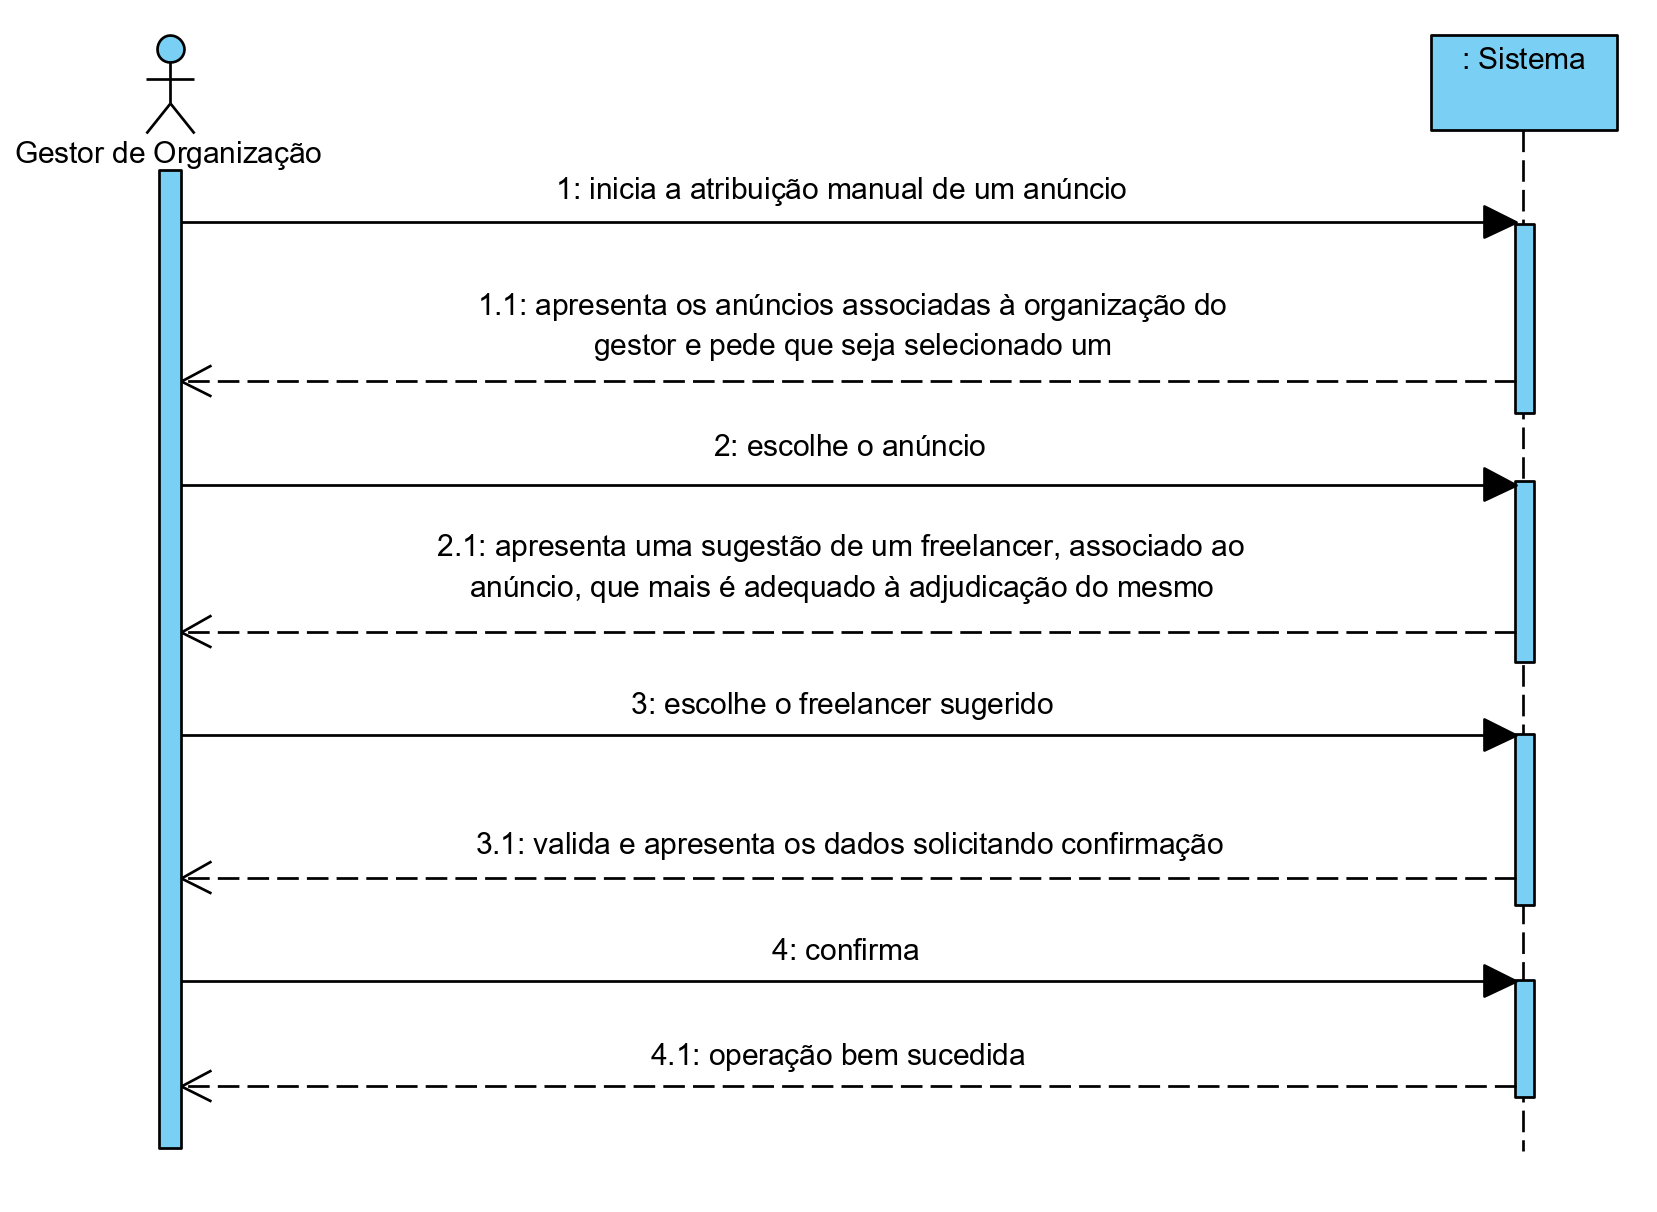 : Sistema
Gestor de Organização
1: inicia a atribuição manual de um anúncio
1.1: apresenta os anúncios associadas à organização do
gestor e pede que seja selecionado um
2: escolhe o anúncio
2.1: apresenta uma sugestão de um freelancer, associado ao
anúncio, que mais é adequado à adjudicação do mesmo
3: escolhe o freelancer sugerido
3.1: valida e apresenta os dados solicitando confirmação
4: confirma
4.1: operação bem sucedida